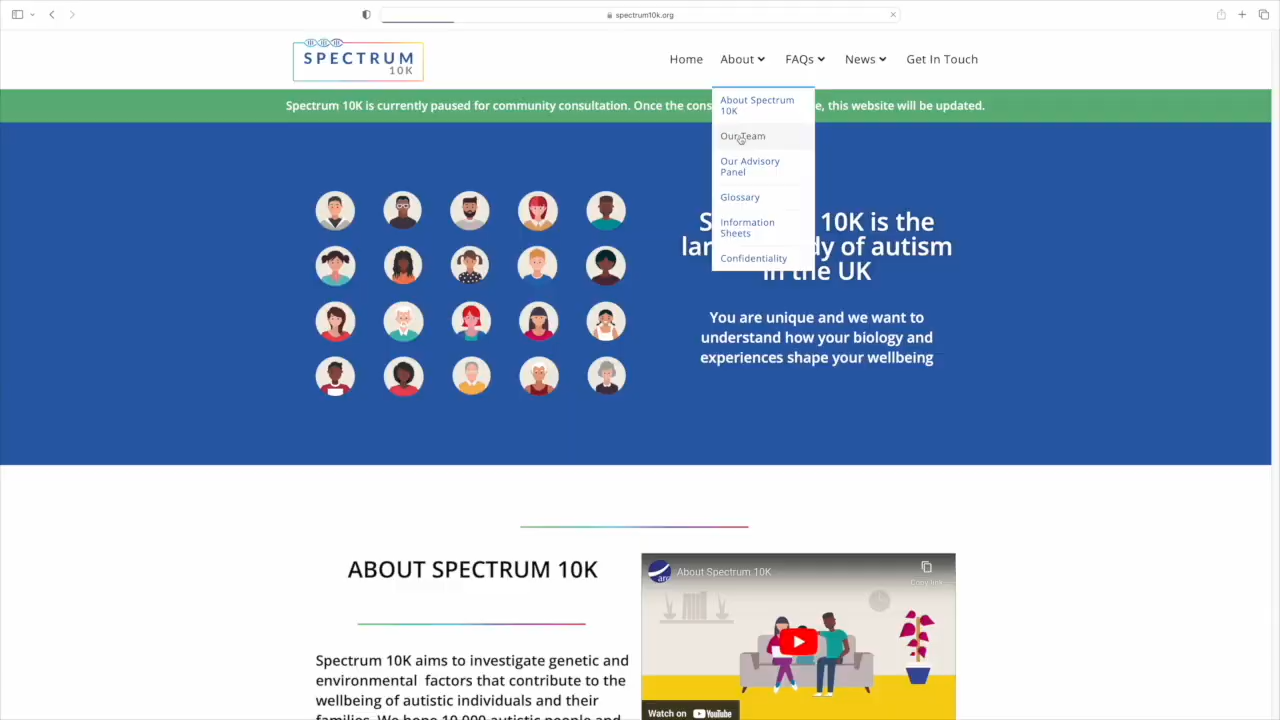 spectrum10k.org
SPECTRUM
10K
Home
About
FAQs
News
Get In Touch
Spectrum 10K is currently paused for community consultation. Once the cons
e, this website will be updated.
About Spectrum
10K
Our Team
Our Advisory
Panel
Glossary
Information
Sheets
Confidentiality
S 10K is the
lar dy of autism
in the UK
You are unique and we want to
understand how your biology and
experiences shape your wellbeing
ABOUT SPECTRUM 10K
Spectrum 10K aims to investigate genetic and
environmental factors that contribute to the
wellbeing of autistic individuals and their
families. We hope 10,000 autistic people and
arc
About Spectrum 10K
Copy link
Watch on YouTube